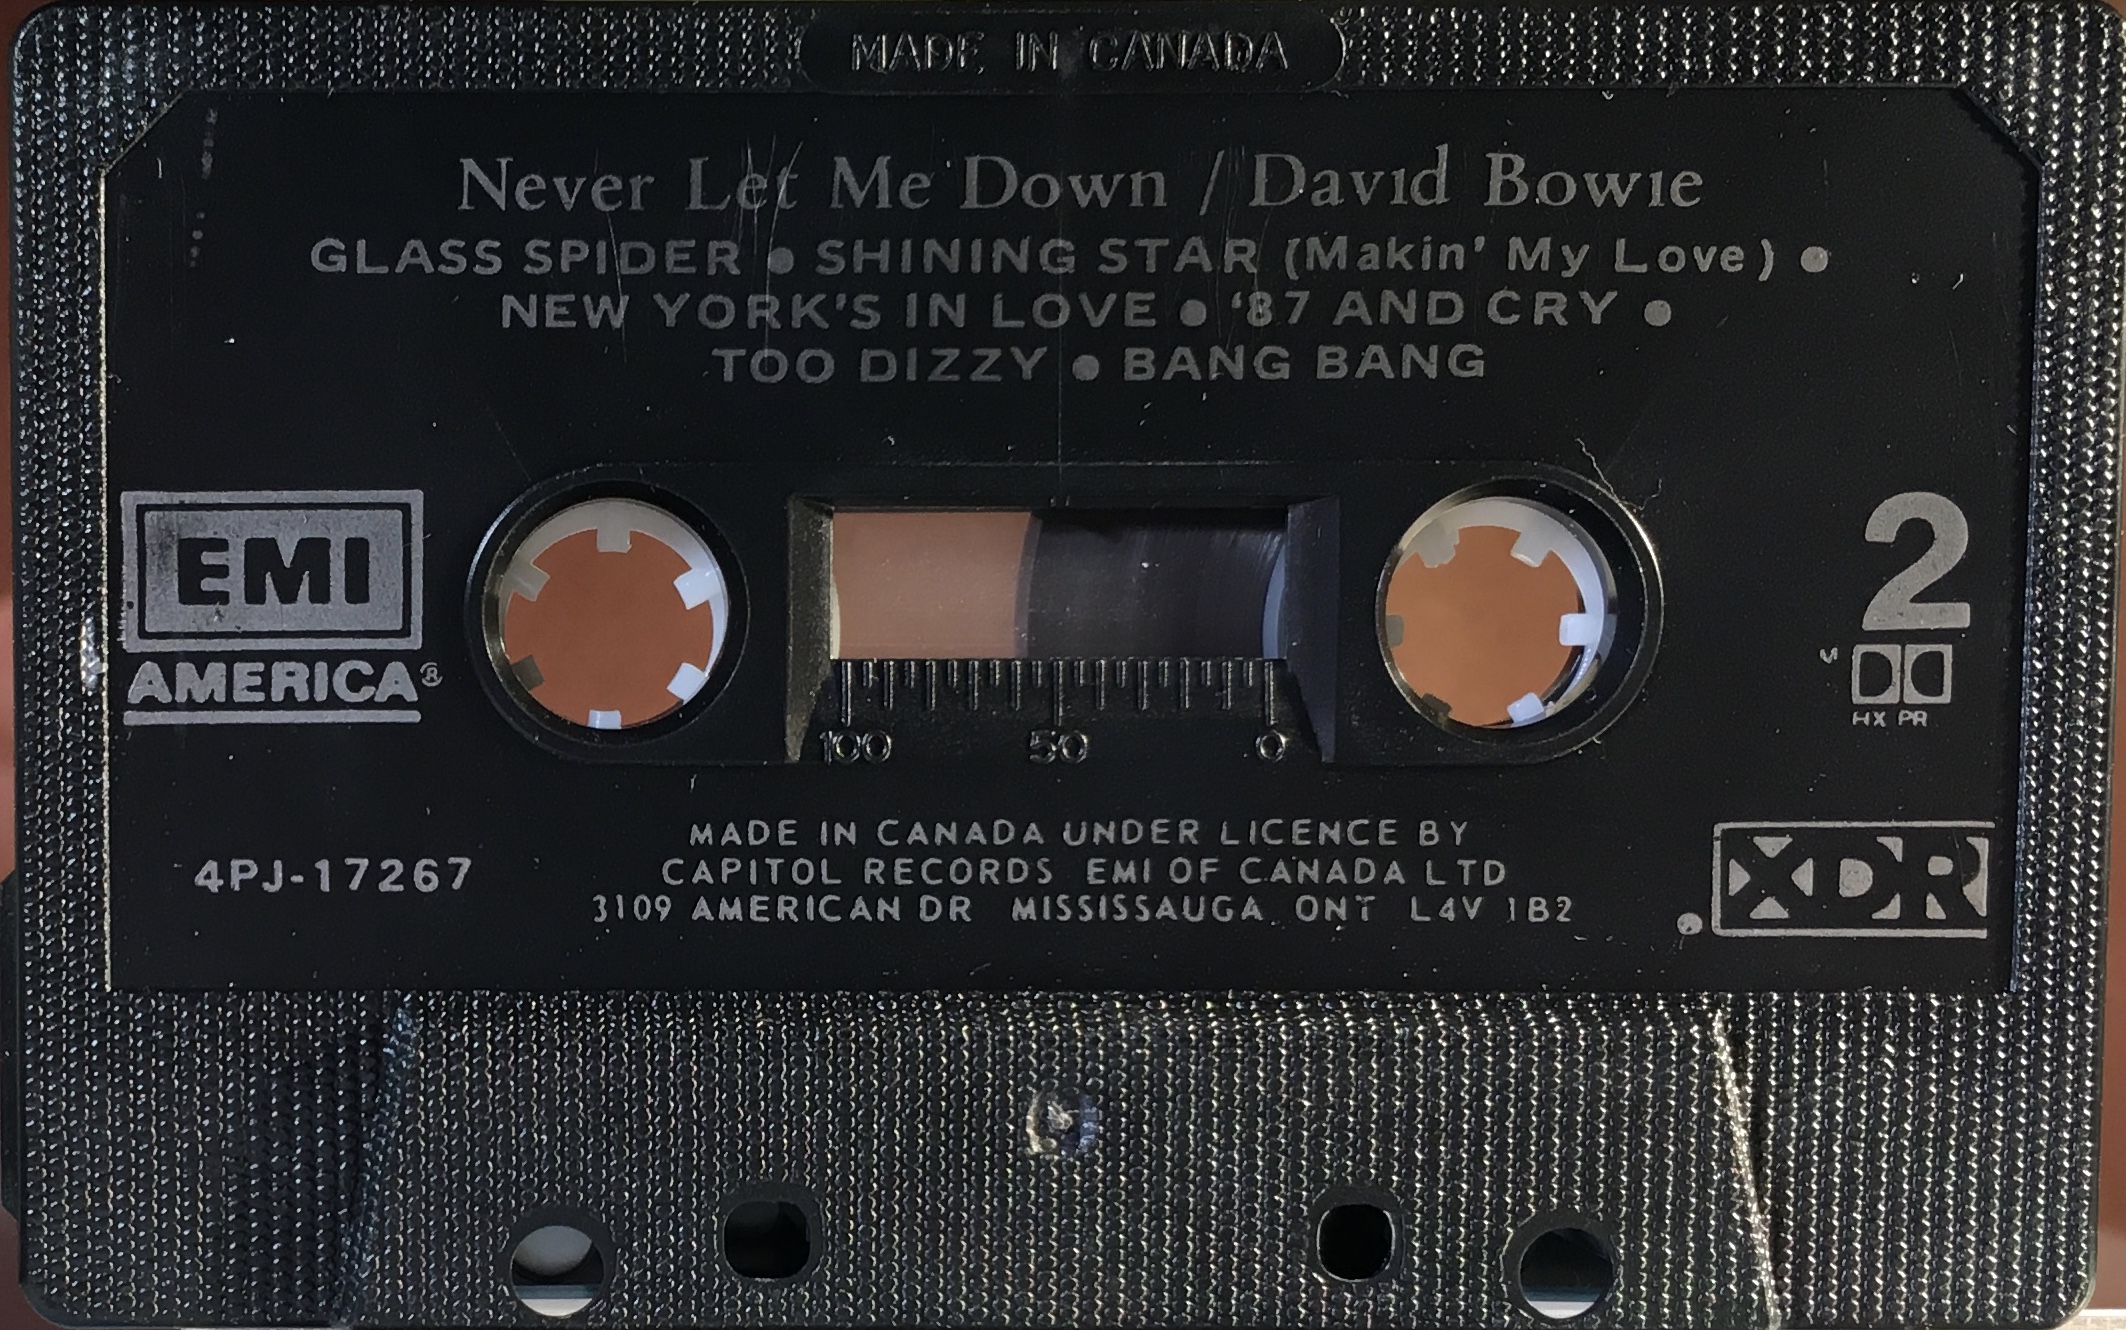 MADE IN CANADA
Never Let Me Down / David Bowie
GLASS SPIDER • SHINING STAR (Makin' My Love) •
NEW YORK'S IN LOVE • '87 AND CRY •
TOO DIZZY • BANG BANG
EMI
AMERICA®
2
HX PR
100 50 0
4PJ-17267
MADE IN CANADA UNDER LICENCE BY
CAPITOL RECORDS EMI OF CANADA LTD
3109 AMERICAN DR MISSISSAUGA ONT L4V 1B2
XDR